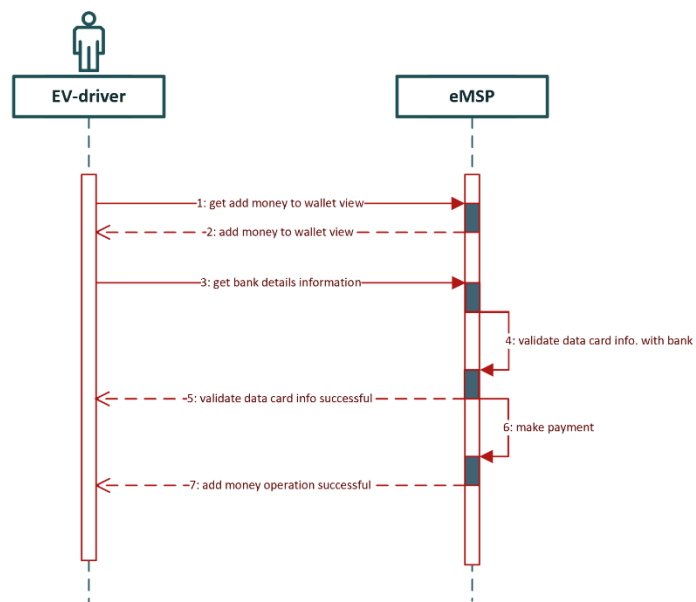 EV-driver
eMSP
1: get add money to wallet view
2: add money to wallet view
3: get bank details information
4: validate data card info. with bank
5: validate data card info successful
6: make payment
7: add money operation successful